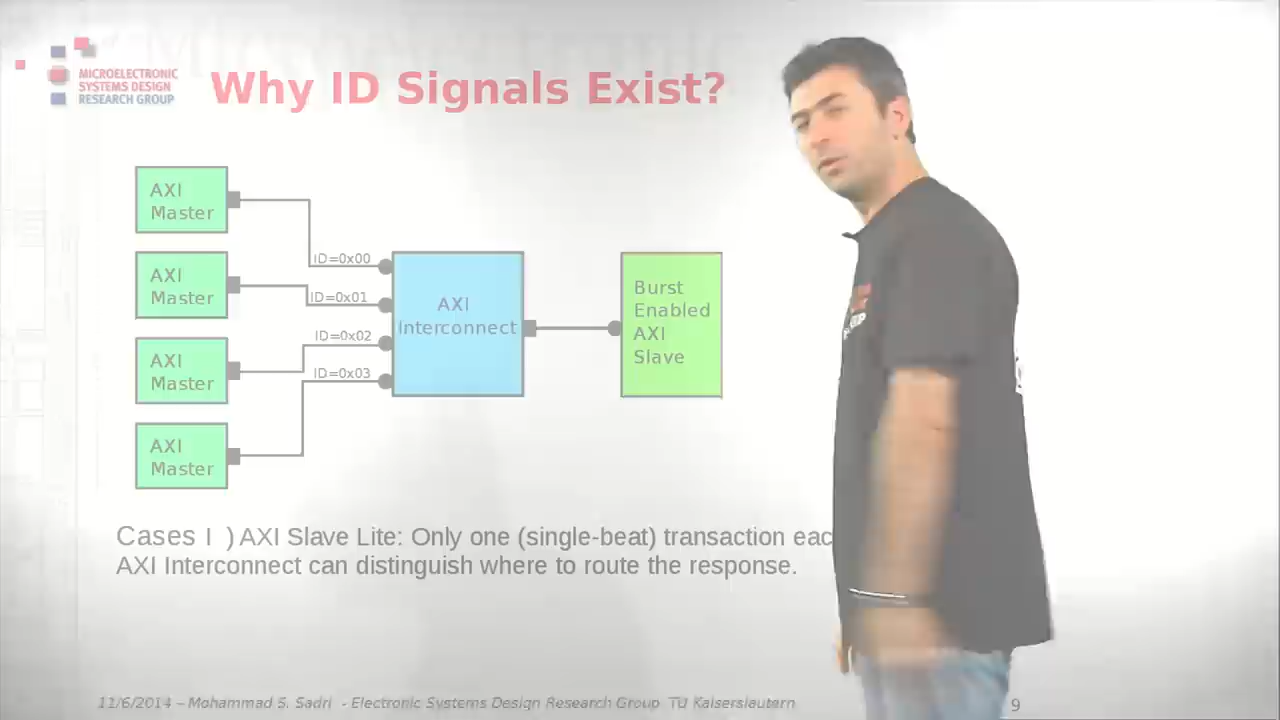 MICROELECTRONIC
SYSTEMS DESIGN
RESEARCH GROUP
Why ID Signals Exist?
AXI
Master
AXI
Master
AXI
Master
AXI
Master
ID=0x00
ID=0x01
ID=0x02
ID=0x03
AXI
Interconnect
Burst
Enabled
AXI
Slave
Cases I ) AXI Slave Lite: Only one (single-beat) transaction eac
AXI Interconnect can distinguish where to route the response.
11/6/2014 – Mohammad S. Sadri - Electronic Systems Design Research Group TU Kaiserslautern
9